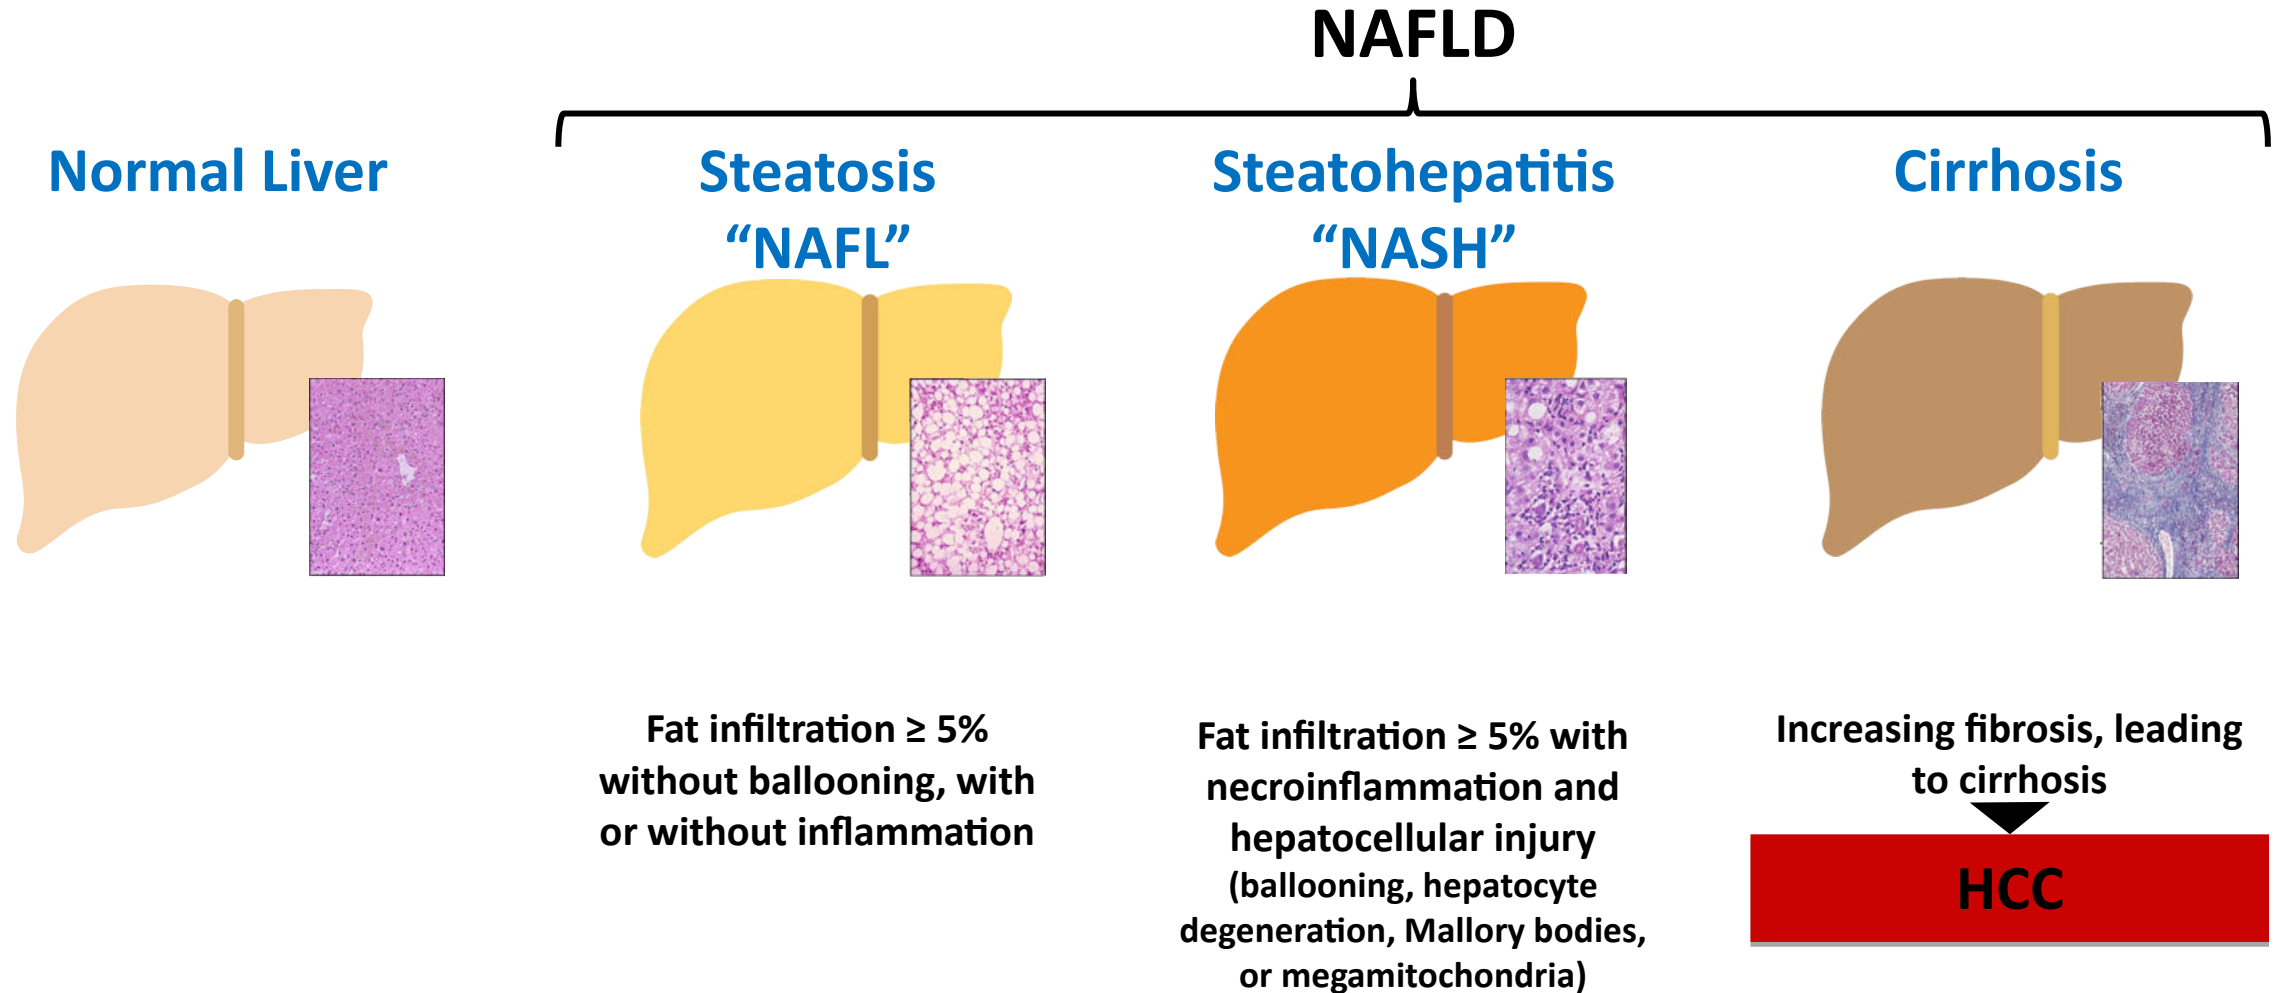 NAFLD
Normal Liver
Steatosis
“NAFL”
Steatohepatitis
“NASH”
Cirrhosis
Fat infiltration ≥ 5%
without ballooning, with
or without inflammation
Fat infiltration ≥ 5% with
necroinflammation and
hepatocellular injury
(ballooning, hepatocyte
degeneration, Mallory bodies,
or megamitochondria)
Increasing fibrosis, leading
to cirrhosis
HCC